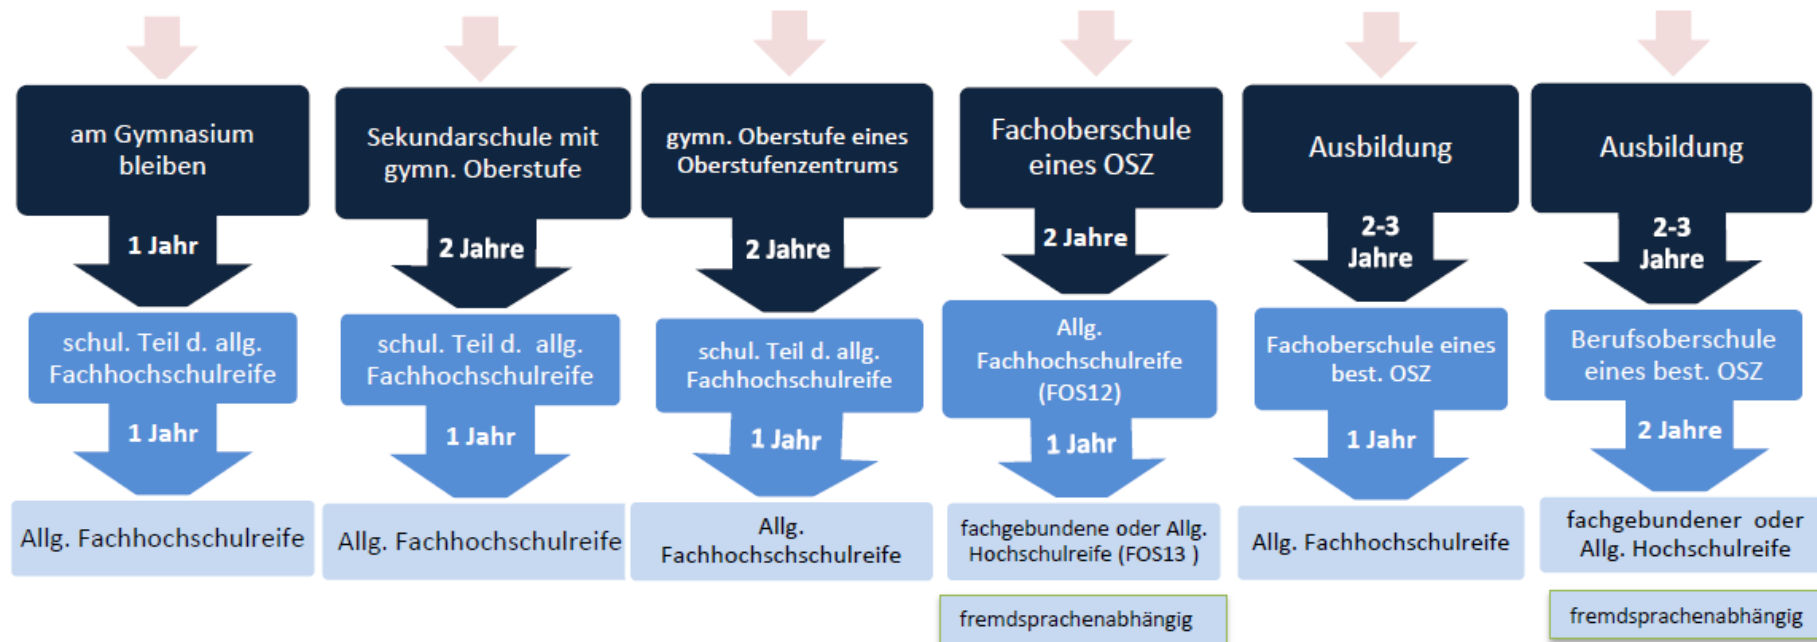 am Gymnasium
bleiben
1 Jahr
schul. Teil d. allg.
Fachhochschulreife
1 Jahr
Allg. Fachhochschulreife
Sekundarschule mit
gymn. Oberstufe
2 Jahre
schul. Teil d. allg.
Fachhochschulreife
1 Jahr
Allg. Fachhochschulreife
gymn. Oberstufe eines
Oberstufenzentrums
2 Jahre
schul. Teil d. allg.
Fachhochschulreife
1 Jahr
Allg.
Fachhochschschulreife
Fachoberschule
eines OSZ
2 Jahre
Allg.
Fachhochschulreife
(FOS12)
1 Jahr
fachgebundene oder Allg.
Hochschulreife (FOS13 )
fremdsprachenabhängig
Ausbildung
2-3
Jahre
Fachoberschule eines
best. OSZ
1 Jahr
Allg. Fachhochschulreife
Ausbildung
2-3
Jahre
Berufsoberschule
eines best. OSZ
2 Jahre
fachgebundener oder
Allg. Hochschulreife
fremdsprachenabhängig